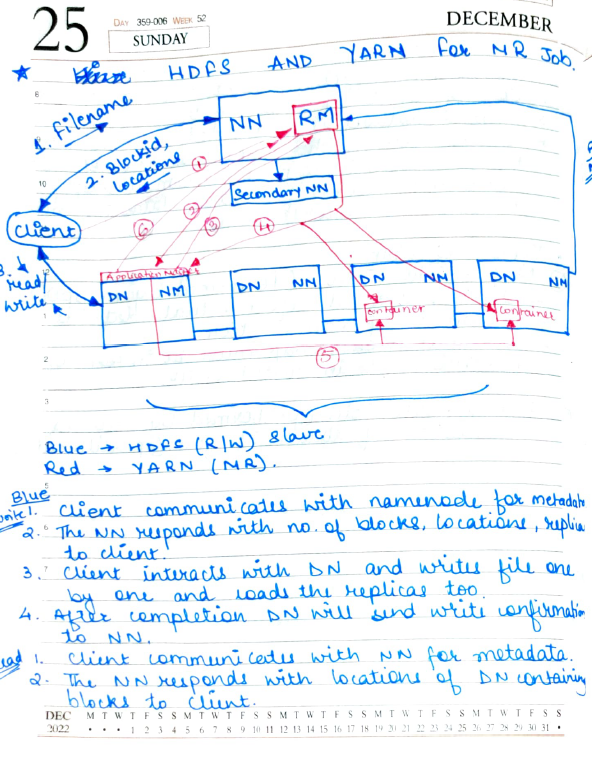 25
DAY 359-006 WEEK 52
SUNDAY
DECEMBER
HDFS AND YARN for MR Job.
8
1. Filename
NN
RM
2. Blockid,
locations
1
10
Secondary NN
6
2
3
4
Client
3. read/
write
Application Master
DN NM
DN NM
DN NM
Container
DN NM
Container
1
5
2
3
Slave
Blue → HDFS (R/W)
Red → YARN (MR).
5
Blue
write 1. Client communicates with namenode for metadata
6
2. The NN responds with no. of blocks, locations, replica
to client.
7
3. Client interacts with DN and writes file one
by one and loads the replicas too.
4. After completion DN will send write confirmation
to NN.
read 1. Client communicates with NN for metadata.
2. The NN responds with locations of DN containing
blocks to client.
DEC M T W T F S S M T W T F S S M T W T F S S M T W T F S S M T W T F S S
2022 • • • 1 2 3 4 5 6 7 8 9 10 11 12 13 14 15 16 17 18 19 20 21 22 23 24 25 26 27 28 29 30 31 •